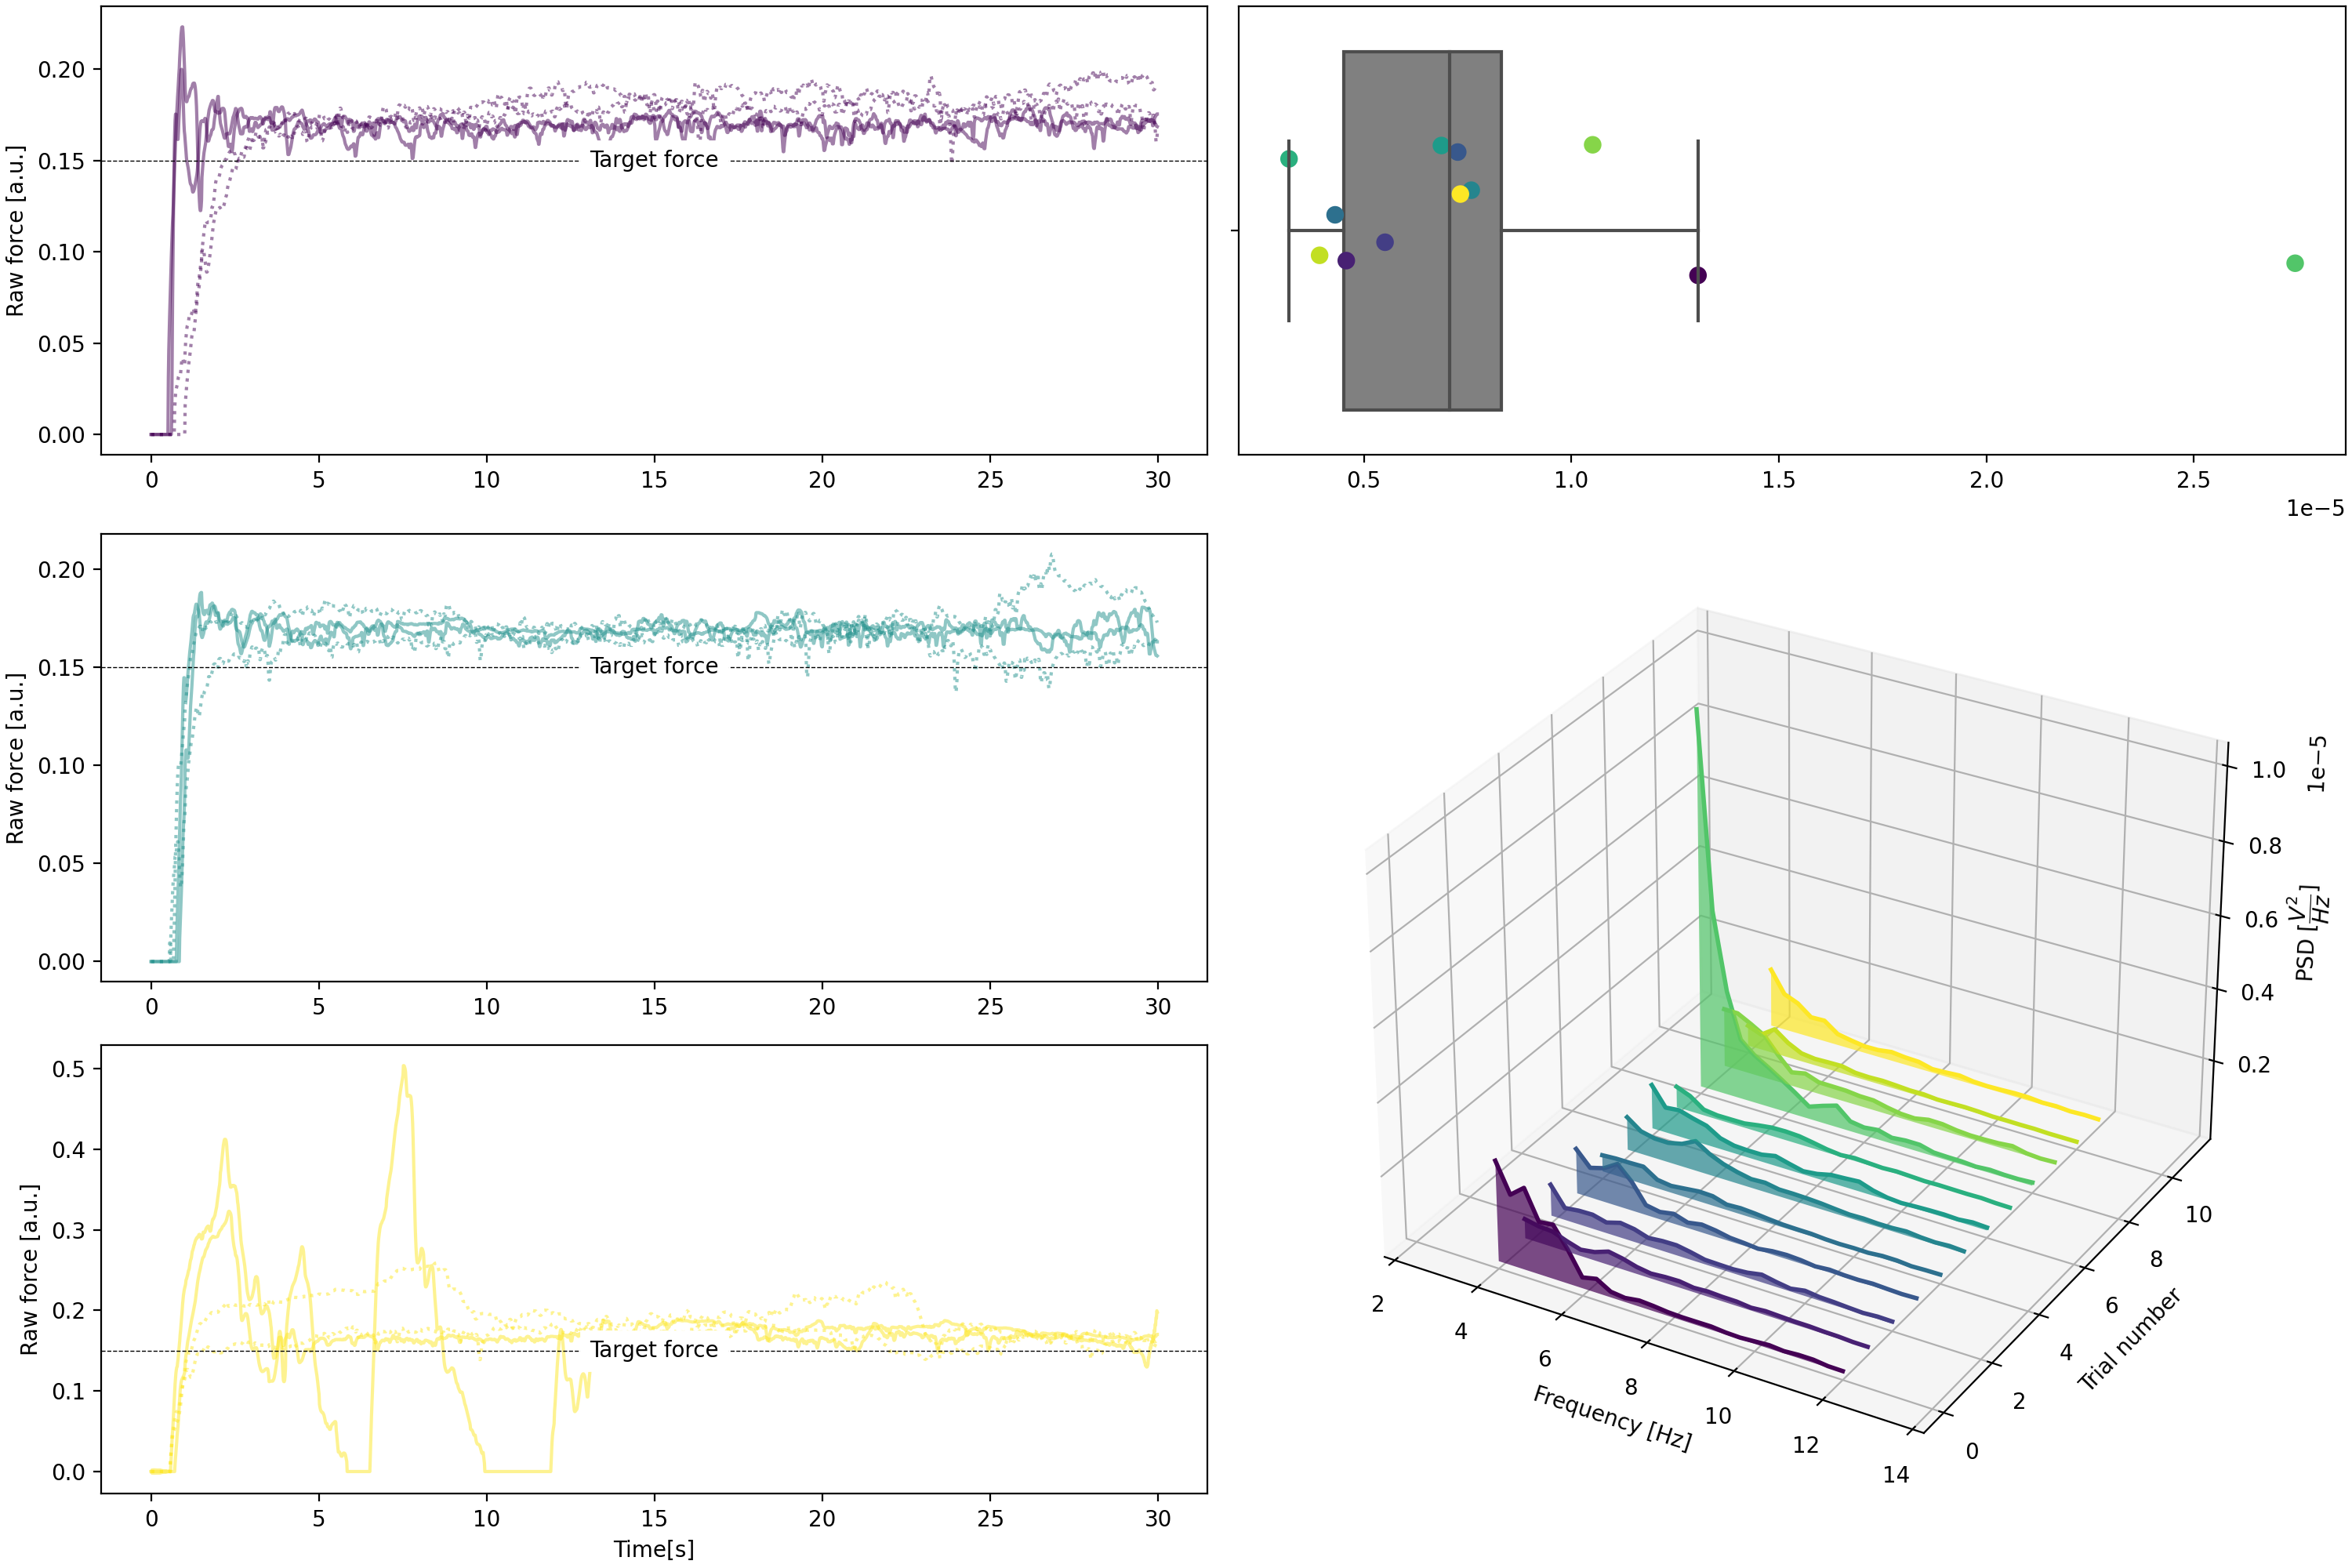 Raw force [a.u.]
0.20
0.15
0.10
0.05
0.00
Target force
0 5 10 15 20 25 30
0.5 1.0 1.5 2.0 2.5
1e−5
Raw force [a.u.]
0.20
0.15
0.10
0.05
0.00
Target force
0 5 10 15 20 25 30
Raw force [a.u.]
0.5
0.4
0.3
0.2
0.1
0.0
Target force
0 5 10 15 20 25 30
Time[s]
1e−5
1.0
0.8
0.6
0.4
0.2
PSD [V²/Hz]
2 4 6 8 10 12 14
Frequency [Hz]
0 2 4 6 8 10
Trial number